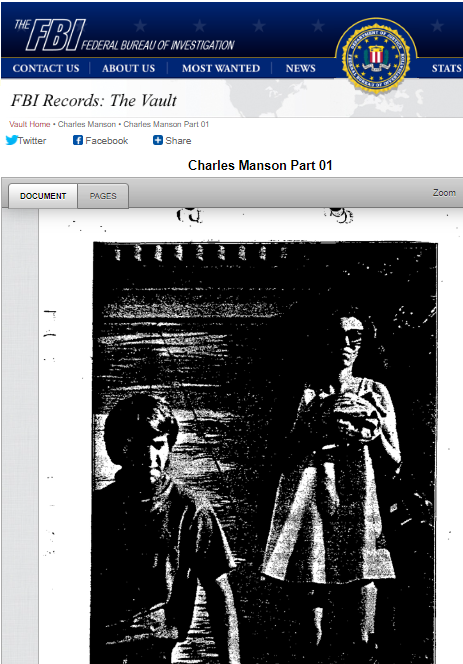 THE FBI FEDERAL BUREAU OF INVESTIGATION
CONTACT US ABOUT US MOST WANTED NEWS STATS
FBI Records: The Vault
Vault Home • Charles Manson • Charles Manson Part 01
Twitter Facebook Share
Charles Manson Part 01
DOCUMENT PAGES Zoom